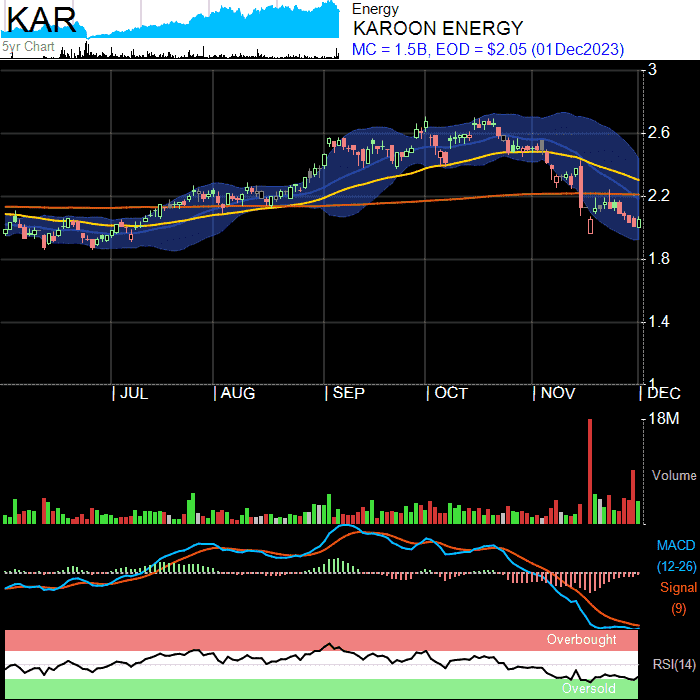 KAR
5yr Chart
Energy
KAROON ENERGY
MC = 1.5B, EOD = $2.05 (01Dec2023)
3
2.6
2.2
1.8
1.4
1
| JUL | AUG | SEP | OCT | NOV | DEC
18M
Volume
MACD
(12-26)
Signal
(9)
Overbought
RSI(14)
Oversold